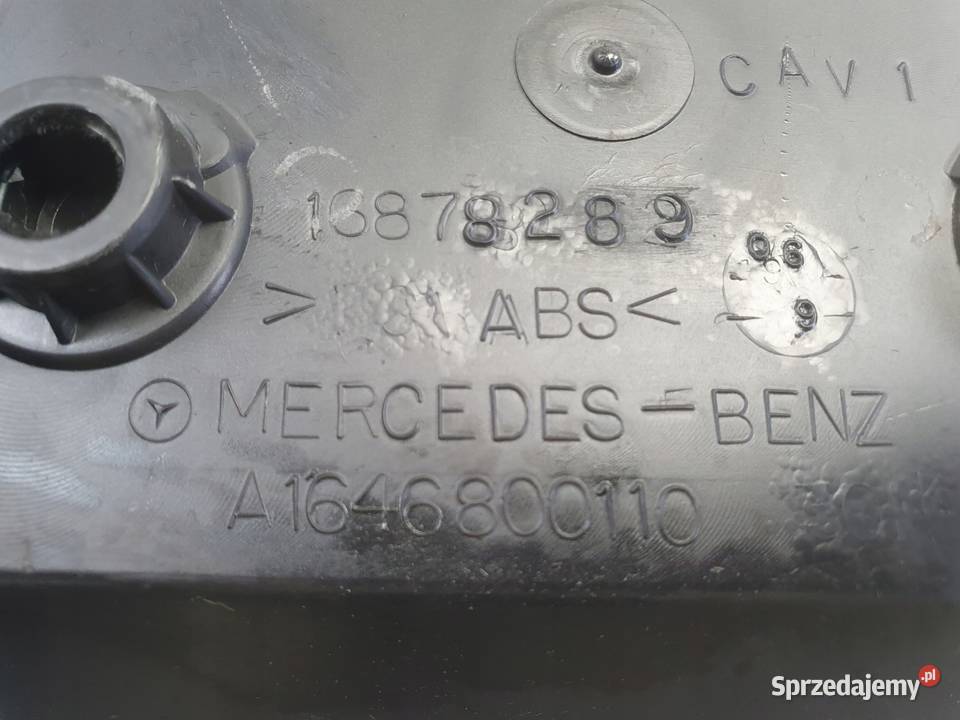 CAV 1
16878289
06
9
> ABS <
MERCEDES-BENZ
A1646800110
Sprzedajemy.pl